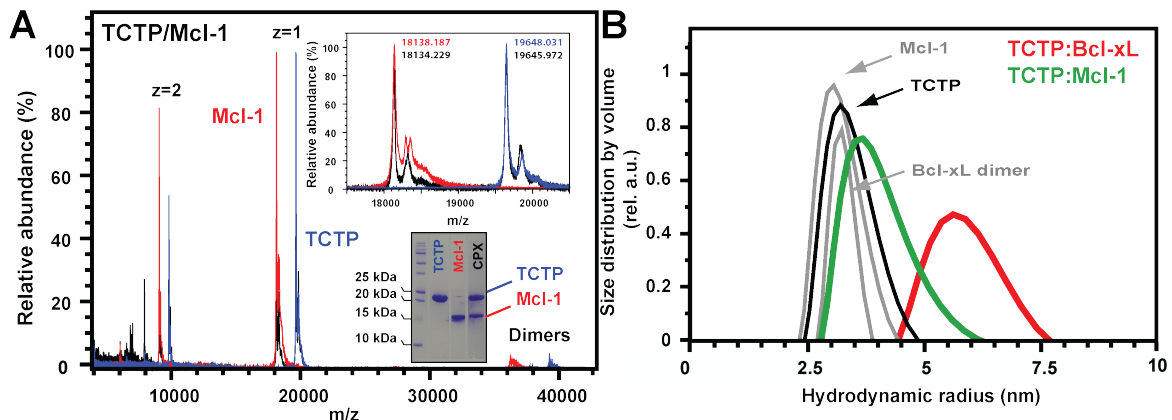 A
TCTP/Mcl-1
z=1
z=2
Mcl-1
TCTP
Relative abundance (%)
100
80
60
40
20
0
10000
20000
30000
40000
m/z
18138.187
18134.229
19648.031
19645.972
Relative abundance (%)
100
80
60
40
20
0
18000
19000
20000
m/z
TCTP
Mcl-1
CPX
25 kDa
20 kDa
15 kDa
10 kDa
TCTP
Mcl-1
Dimers
B
Mcl-1
TCTP
Bcl-xL dimer
TCTP:Bcl-xL
TCTP:Mcl-1
Size distribution by volume
(rel. a.u.)
1
0.8
0.6
0.4
0.2
0
0
2.5
5
7.5
10
Hydrodynamic radius (nm)